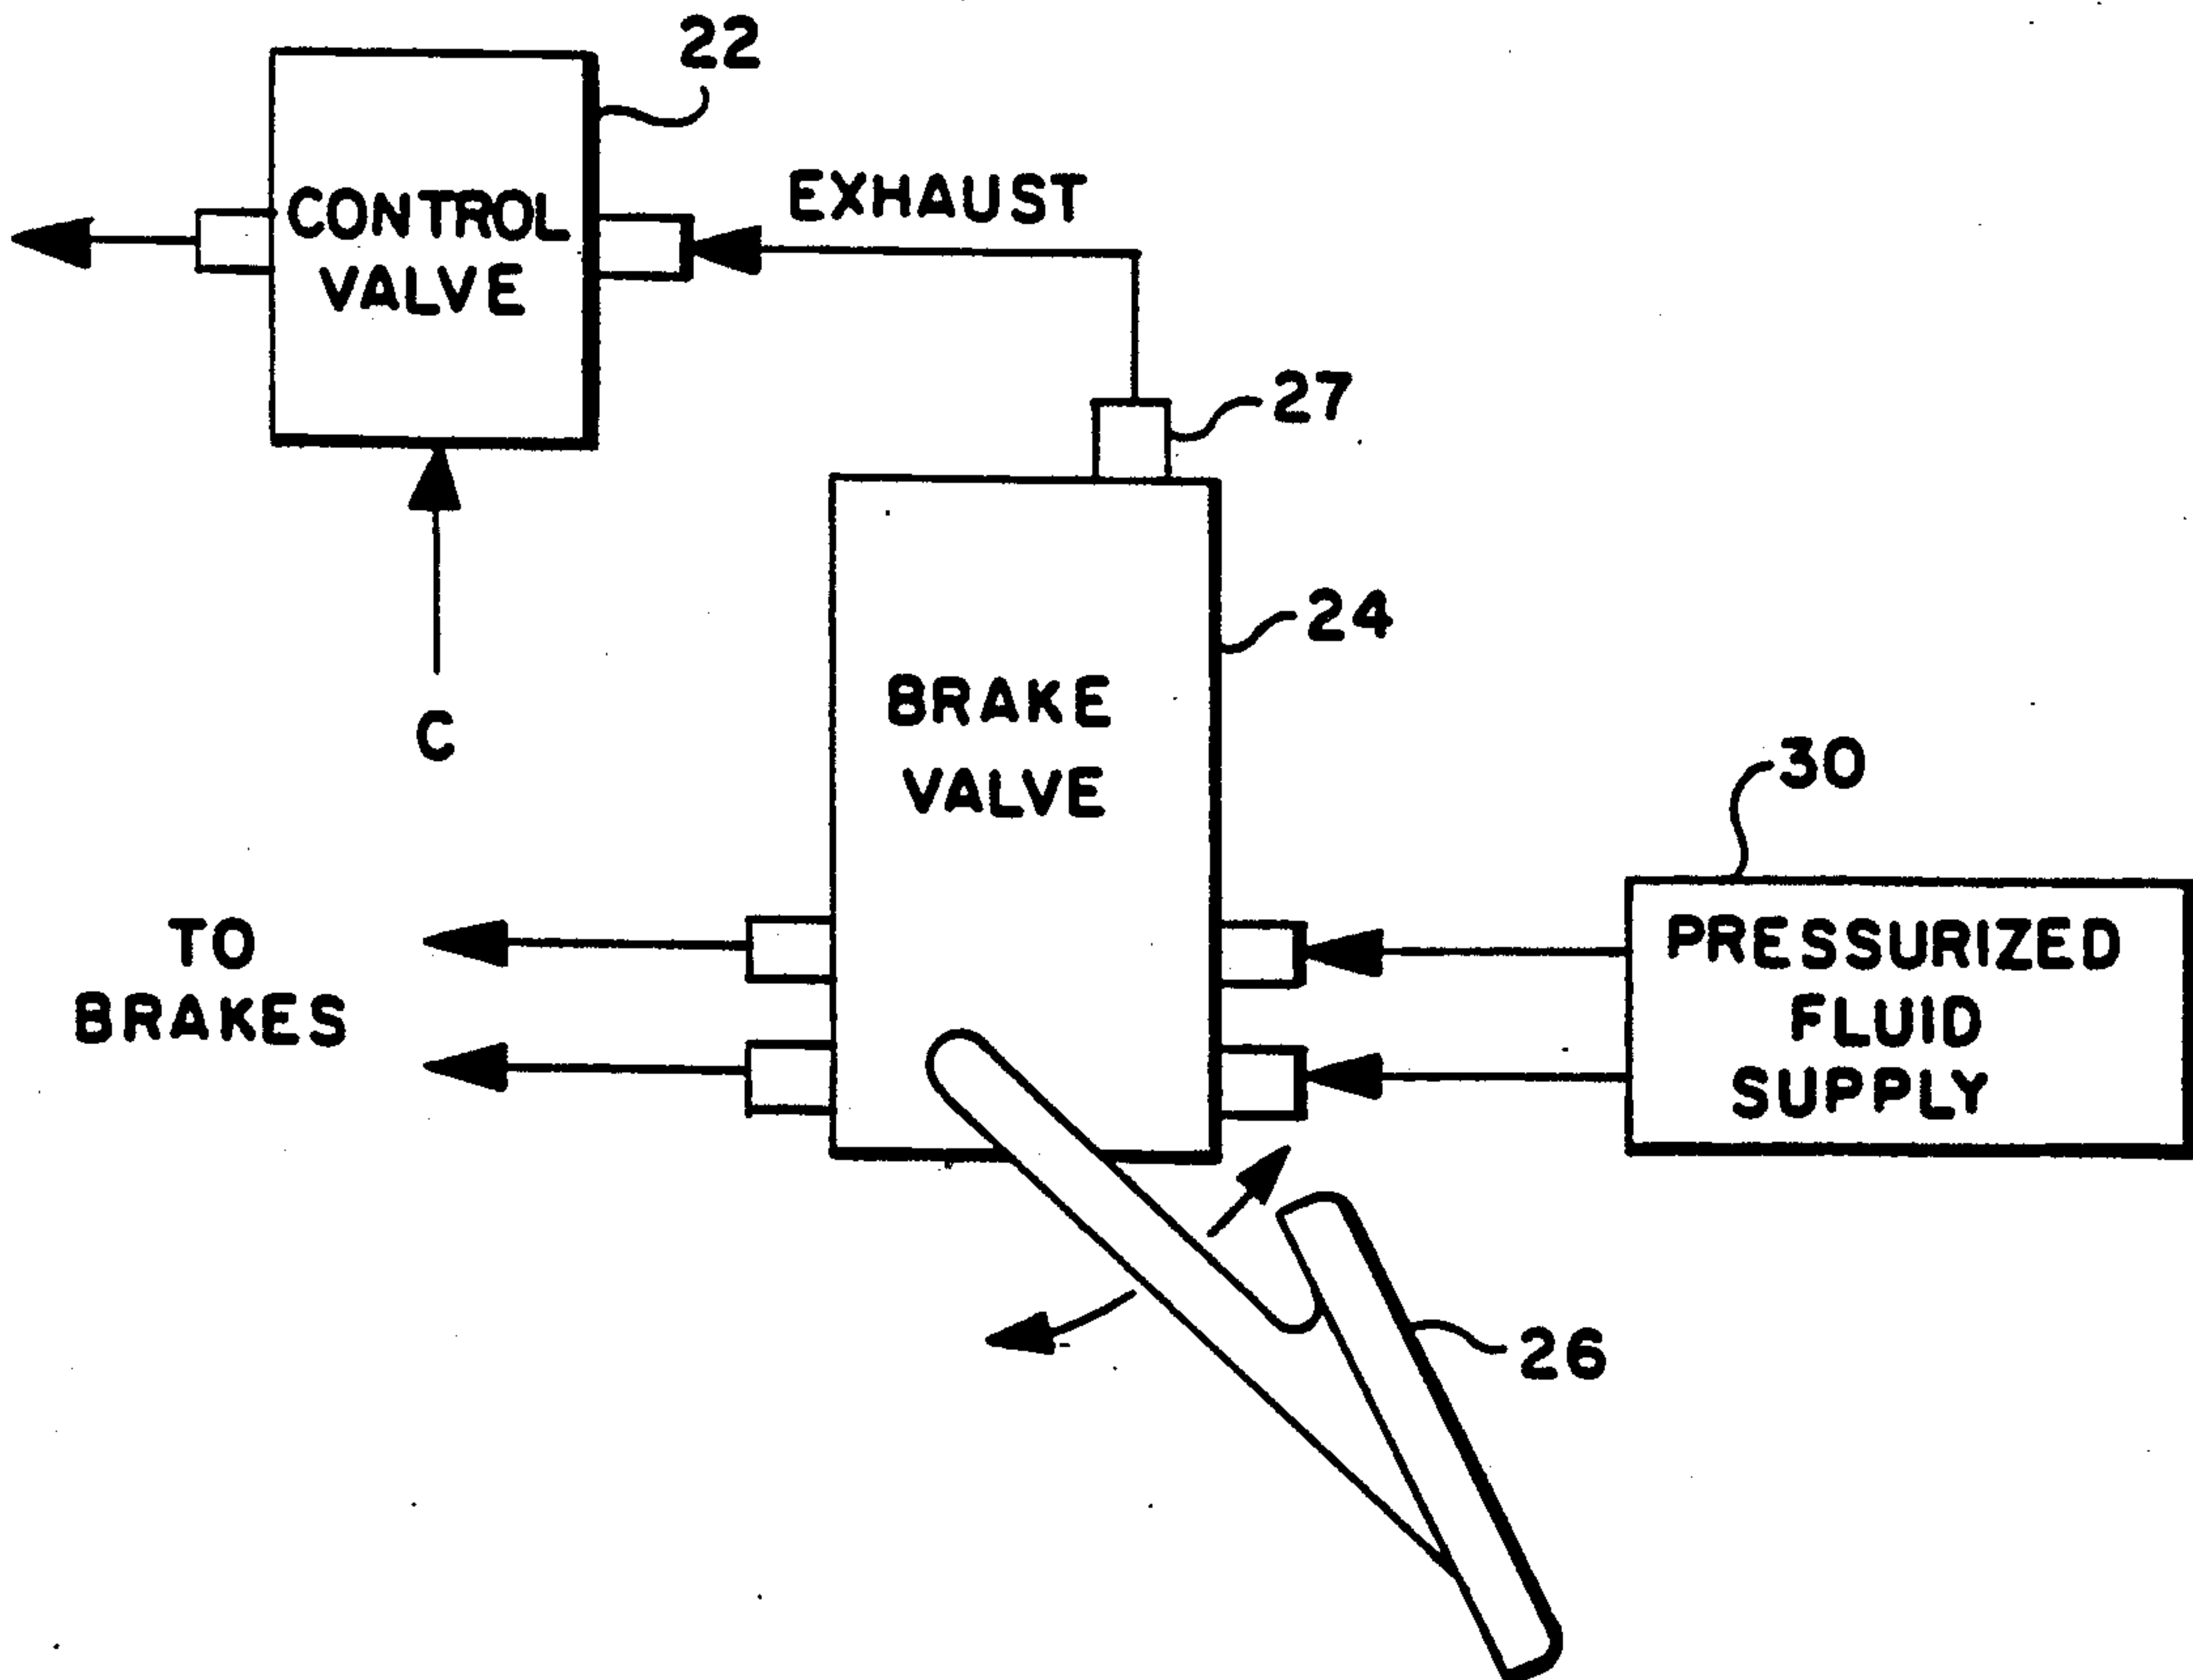 22
CONTROL
VALVE
EXHAUST
27
24
C
BRAKE
VALVE
30
TO
BRAKES
PRESSURIZED
FLUID
SUPPLY
26